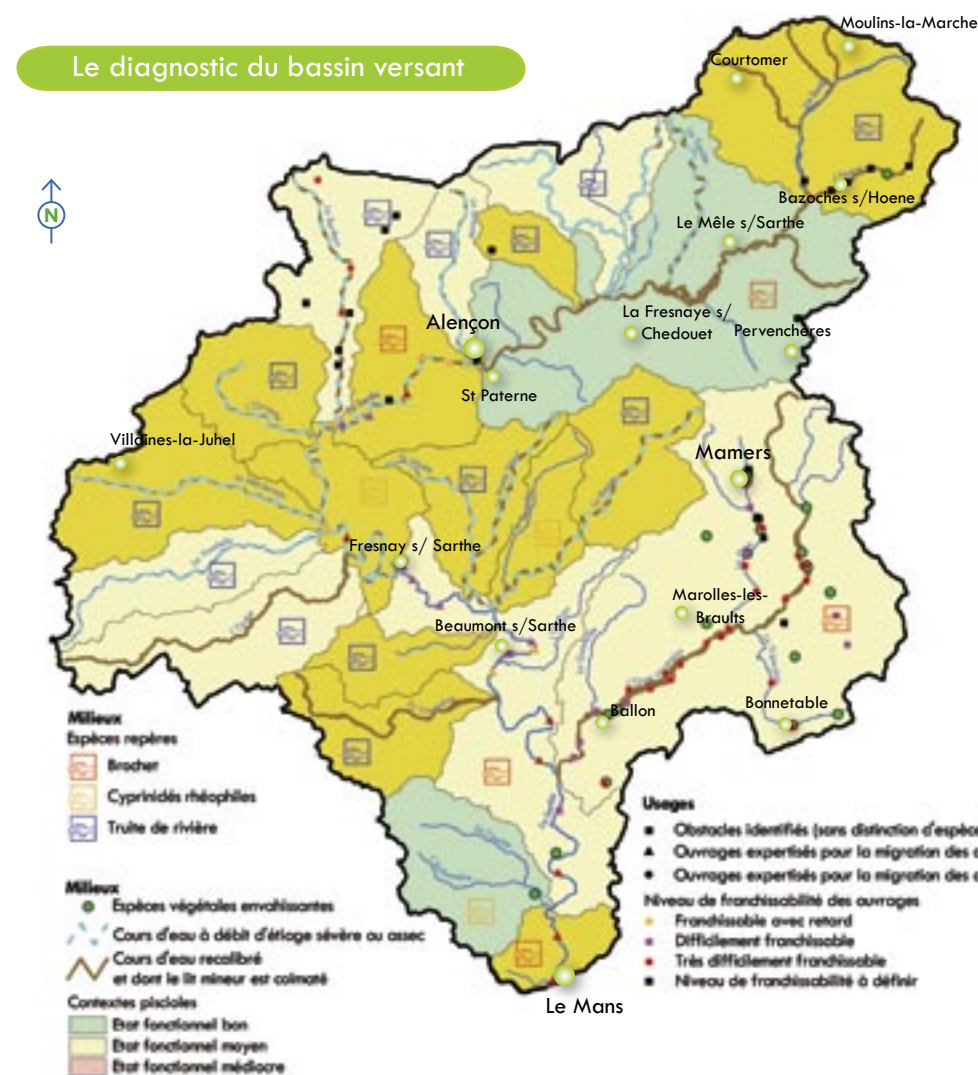 Le diagnostic du bassin versant
Moulins-la-Marche
Courtomer
N
Bazoches s/Hoene
Le Mêle s/Sarthe
La Fresnaye s/
Chedouet
Pervenchères
Alençon
St Paterne
Villaines-la-Juhel
Mamers
Fresnay s/ Sarthe
Marolles-les-
Braults
Beaumont s/Sarthe
Ballon
Bonnetable
Le Mans
Milieux
Espèces repères
Brochet
Cyprinidés rhéophiles
Truite de rivière
Milieux
Espèces végétales envahissantes
Cours d'eau à débit d'étiage sévère ou assec
Cours d'eau recalibré
et dont le lit mineur est colmaté
Contextes piscioles
Etat fonctionnel bon
Etat fonctionnel moyen
Etat fonctionnel médiocre
Usages
Obstacles identifiés (sans distinction d'espèce
Ouvrages expertisés pour la migration des
Ouvrages expertisés pour la migration des
Niveau de franchissabilité des ouvrages
Franchissable avec retard
Difficilement franchissable
Très difficilement franchissable
Niveau de franchissabilité à définir